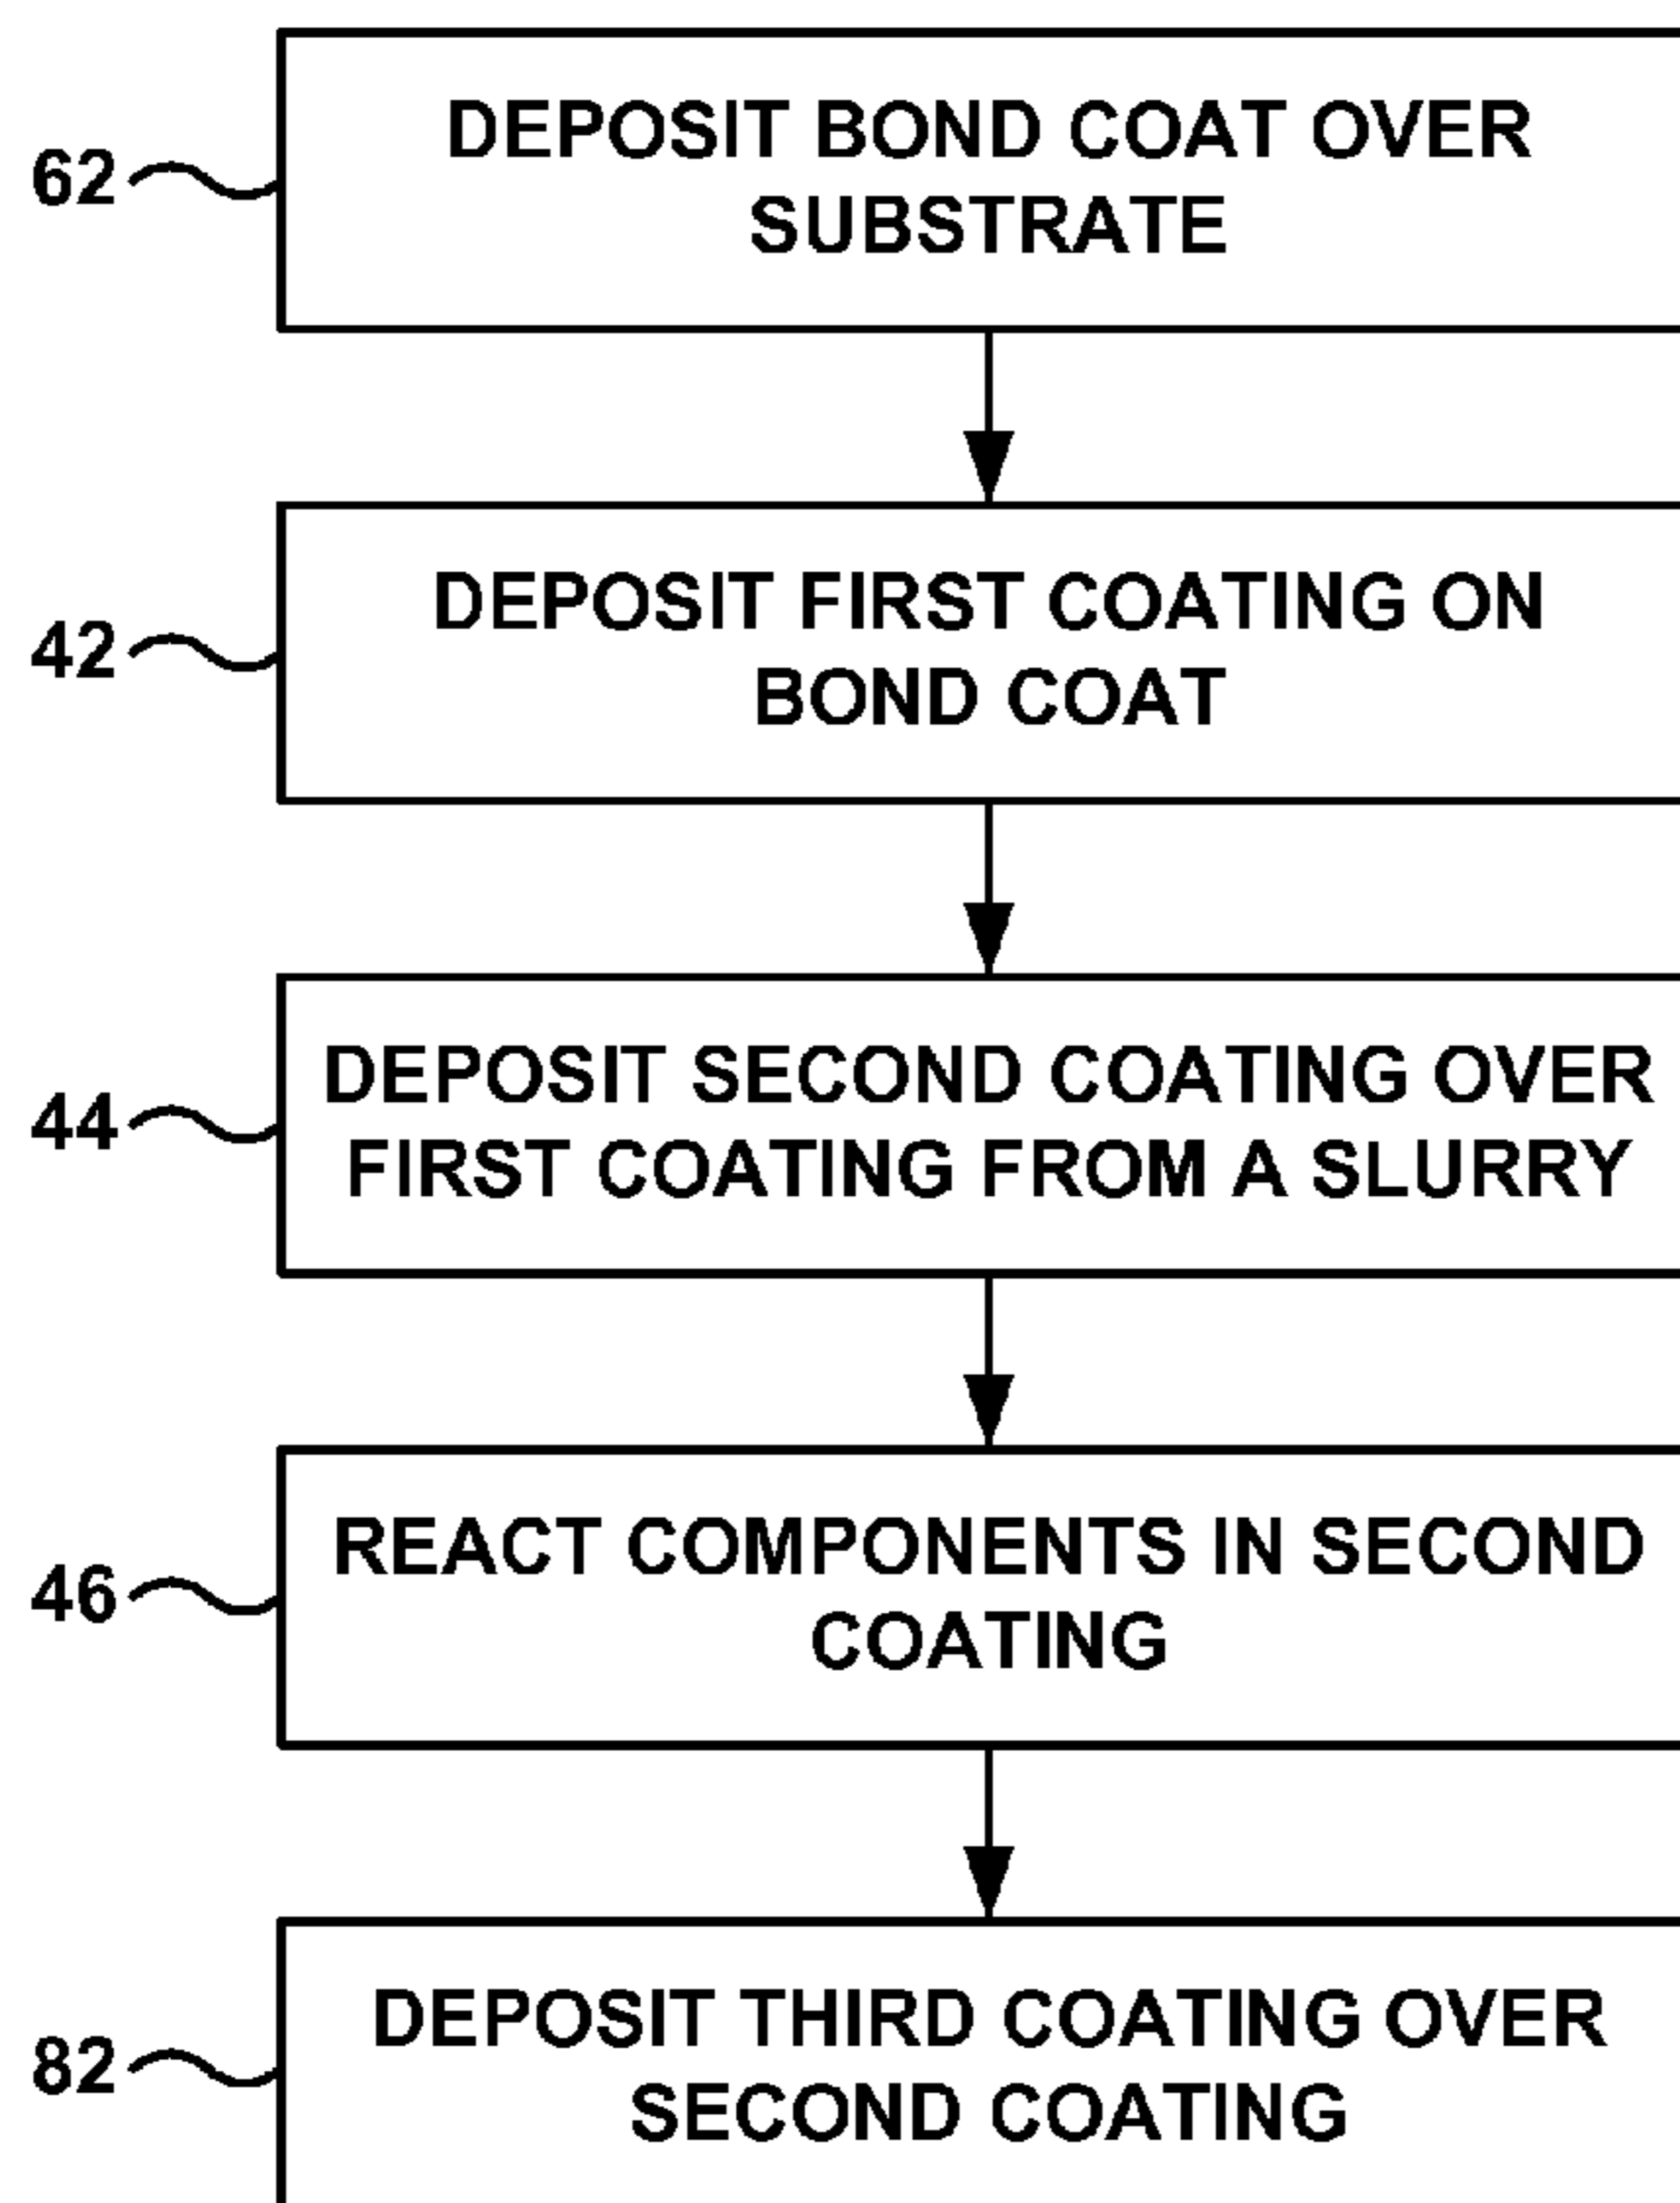 62
DEPOSIT BOND COAT OVER
SUBSTRATE
42
DEPOSIT FIRST COATING ON
BOND COAT
44
DEPOSIT SECOND COATING OVER
FIRST COATING FROM A SLURRY
46
REACT COMPONENTS IN SECOND
COATING
82
DEPOSIT THIRD COATING OVER
SECOND COATING